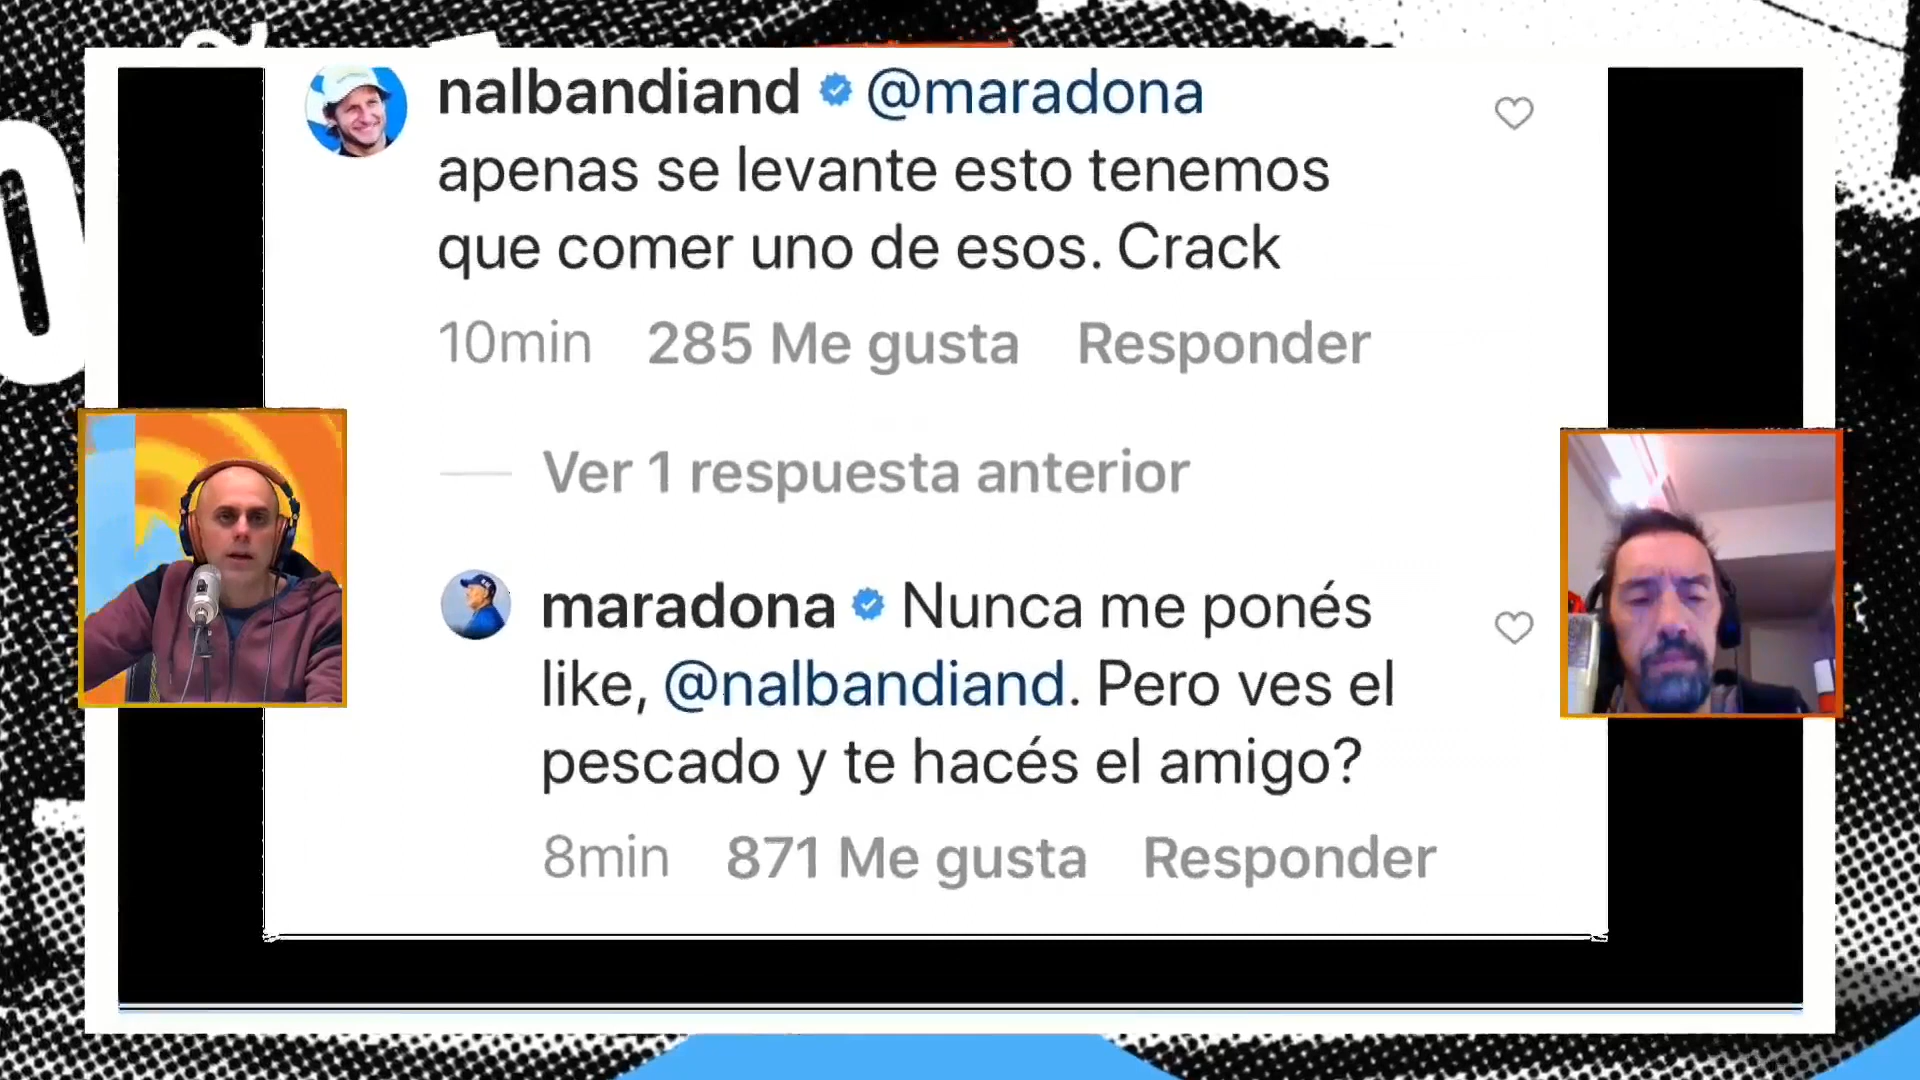 nalbandiand @maradona
apenas se levante esto tenemos
que comer uno de esos. Crack
10min 285 Me gusta Responder
Ver 1 respuesta anterior
maradona Nunca me ponés
like, @nalbandiand. Pero ves el
pescado y te hacés el amigo?
8min 871 Me gusta Responder